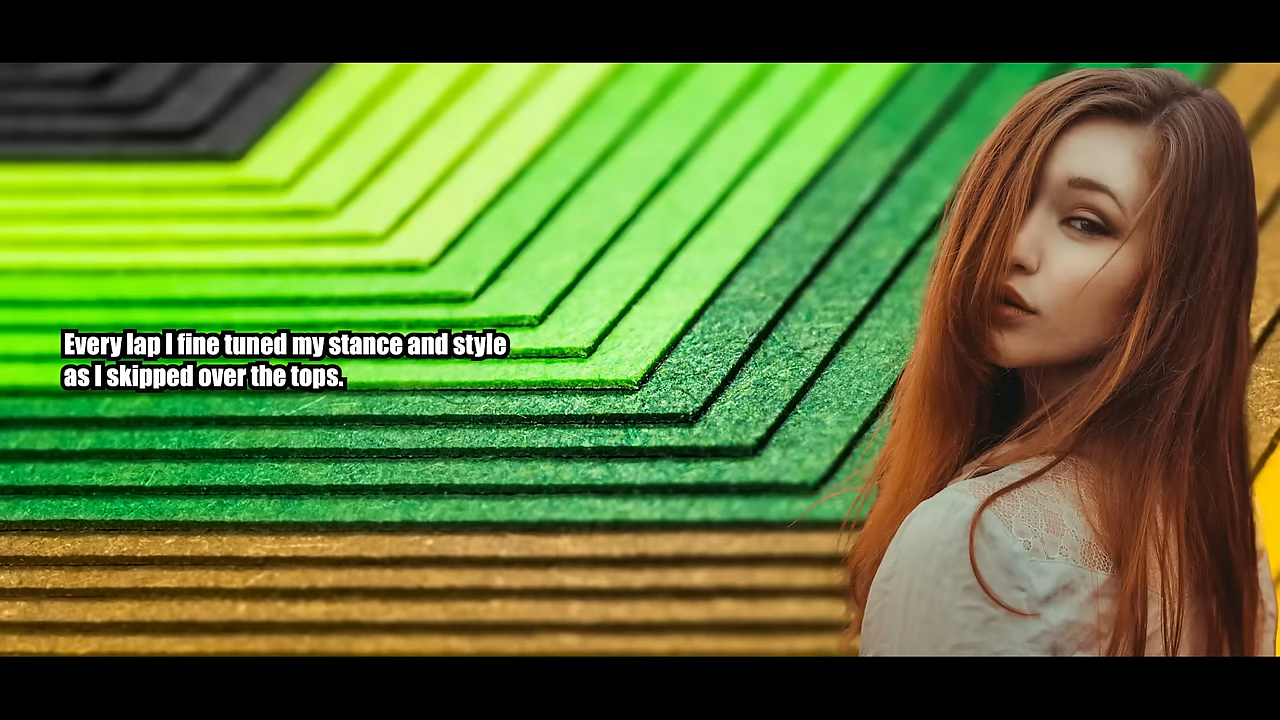 Every lap I fine tuned my stance and style
as I skipped over the tops.